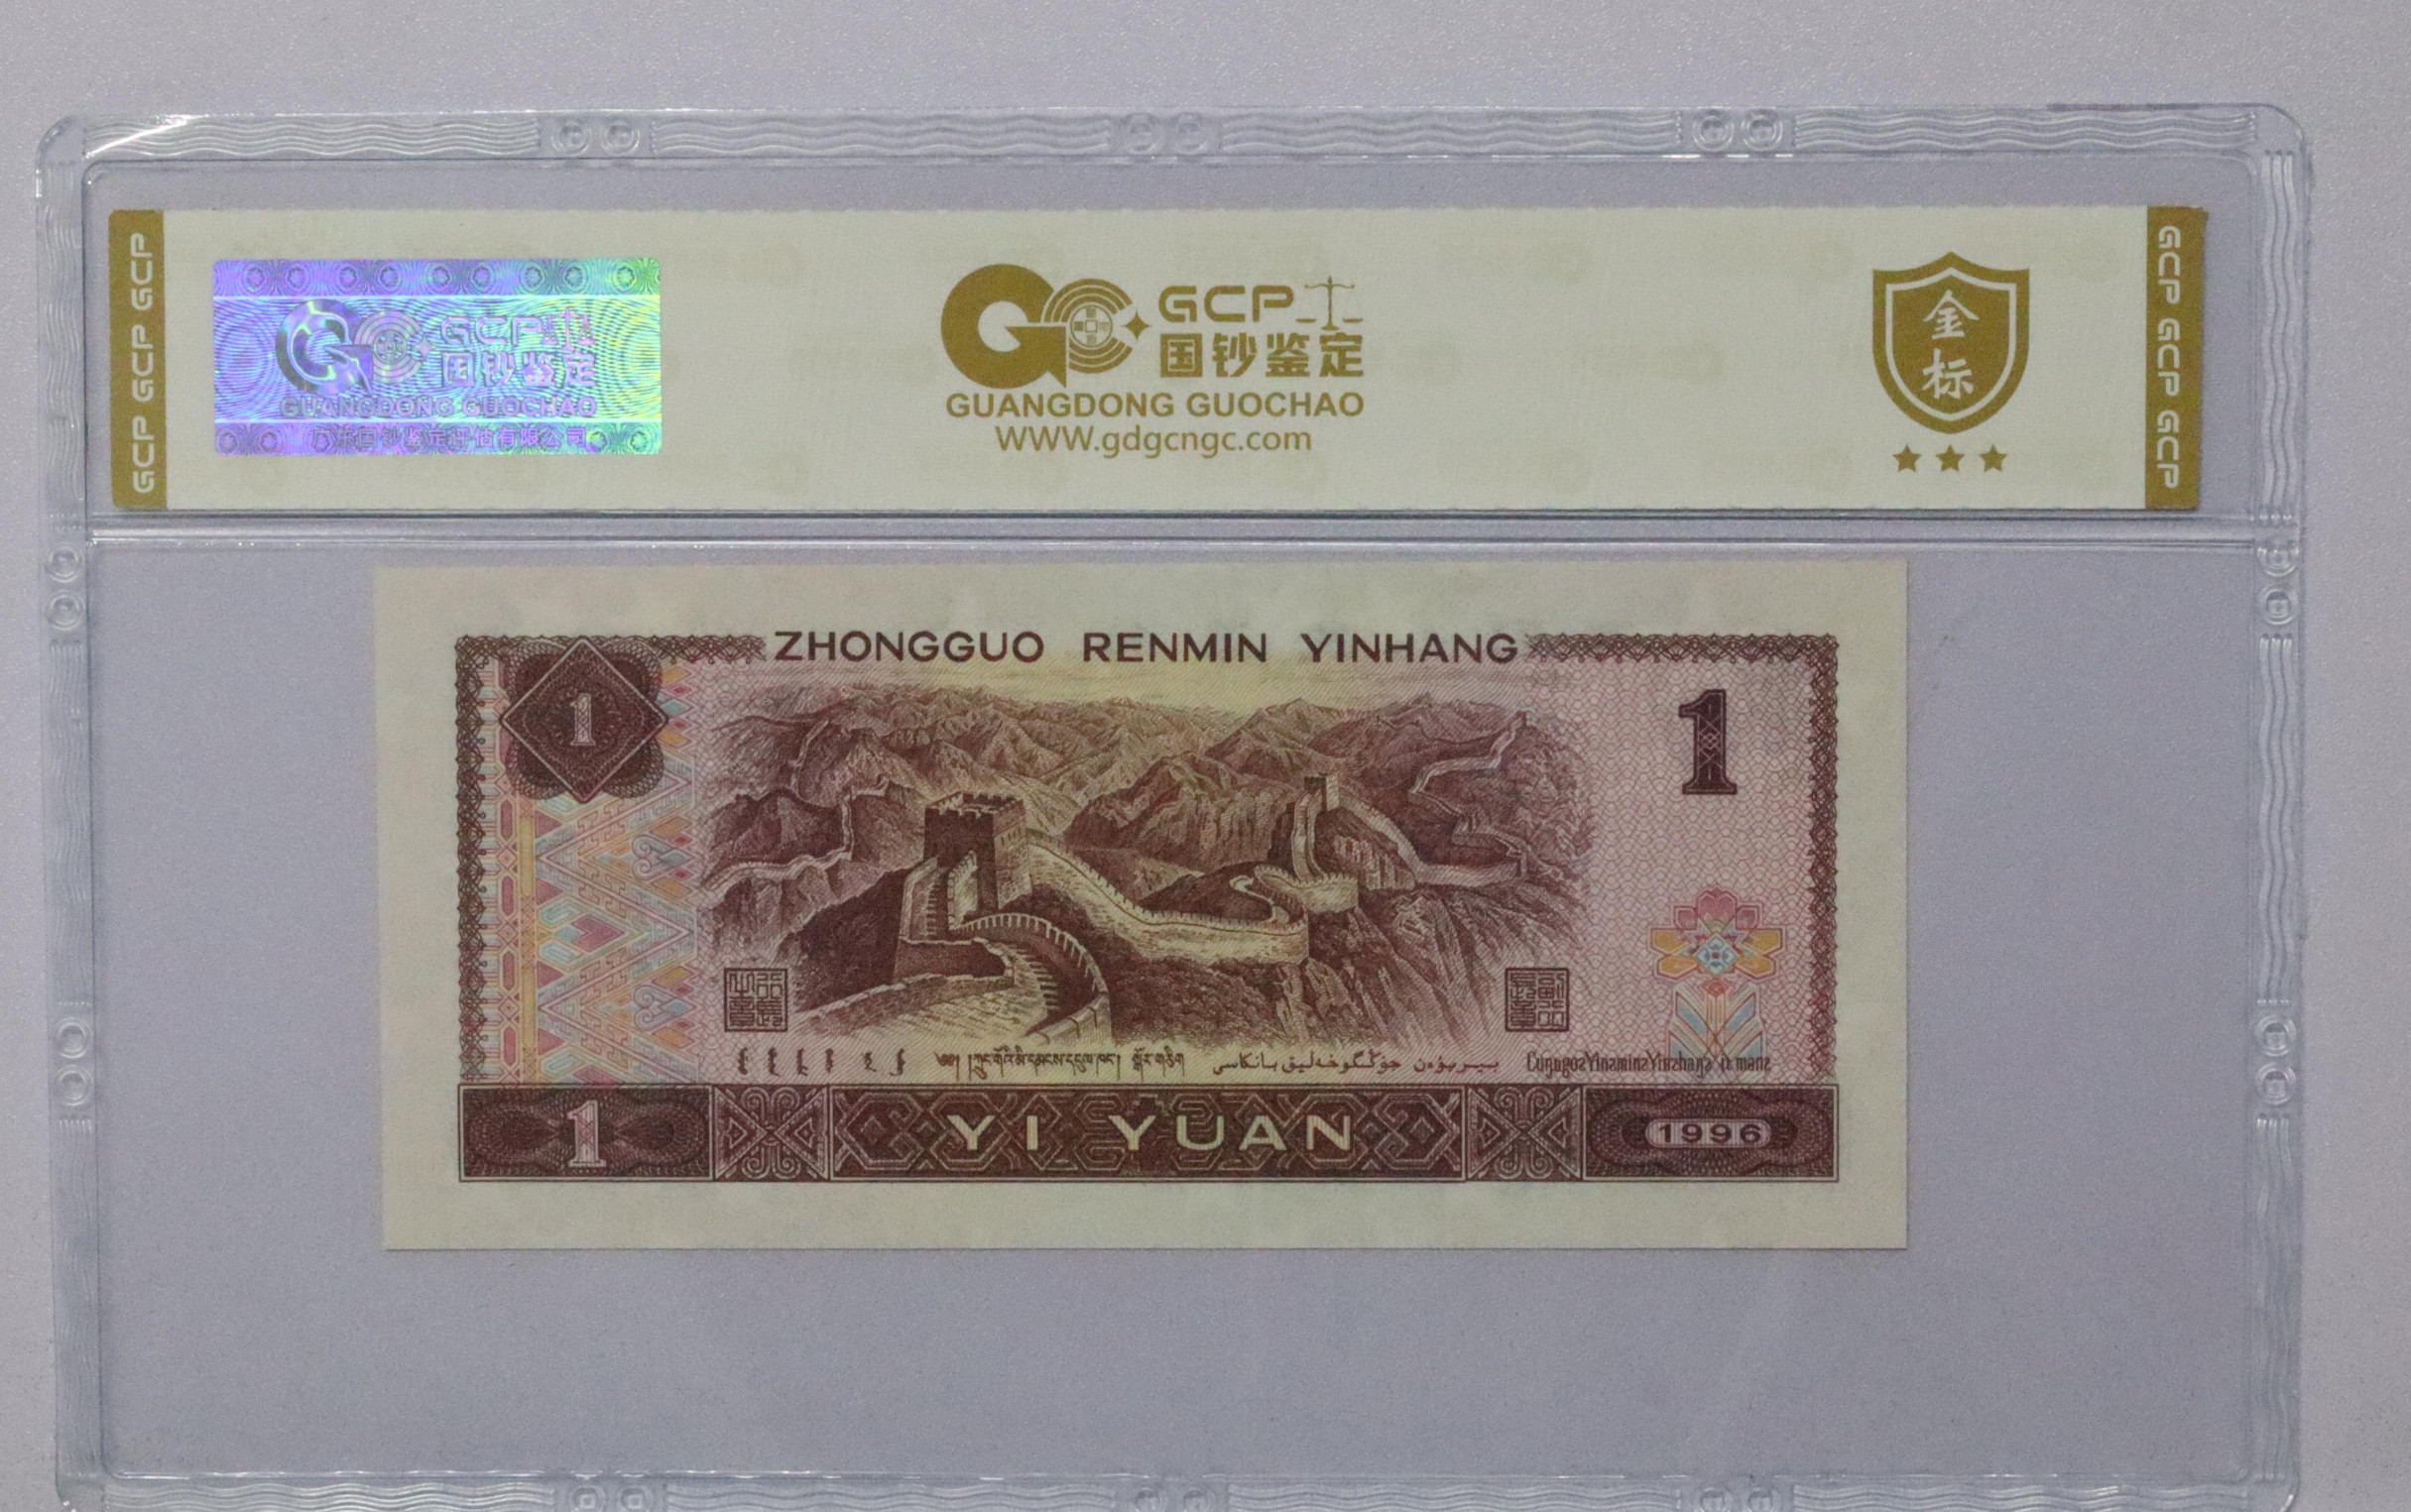 GCP GCP GCP
GCP
国钞鉴定
GUANGDONG GUOCHAO
广东国钞鉴定评估有限公司
GCP
国钞鉴定
GUANGDONG GUOCHAO
WWW.gdgcngc.com
金
标
GCP GCP GCP
ZHONGGUO RENMIN YINHANG
1
1
YI YUAN
1
1996